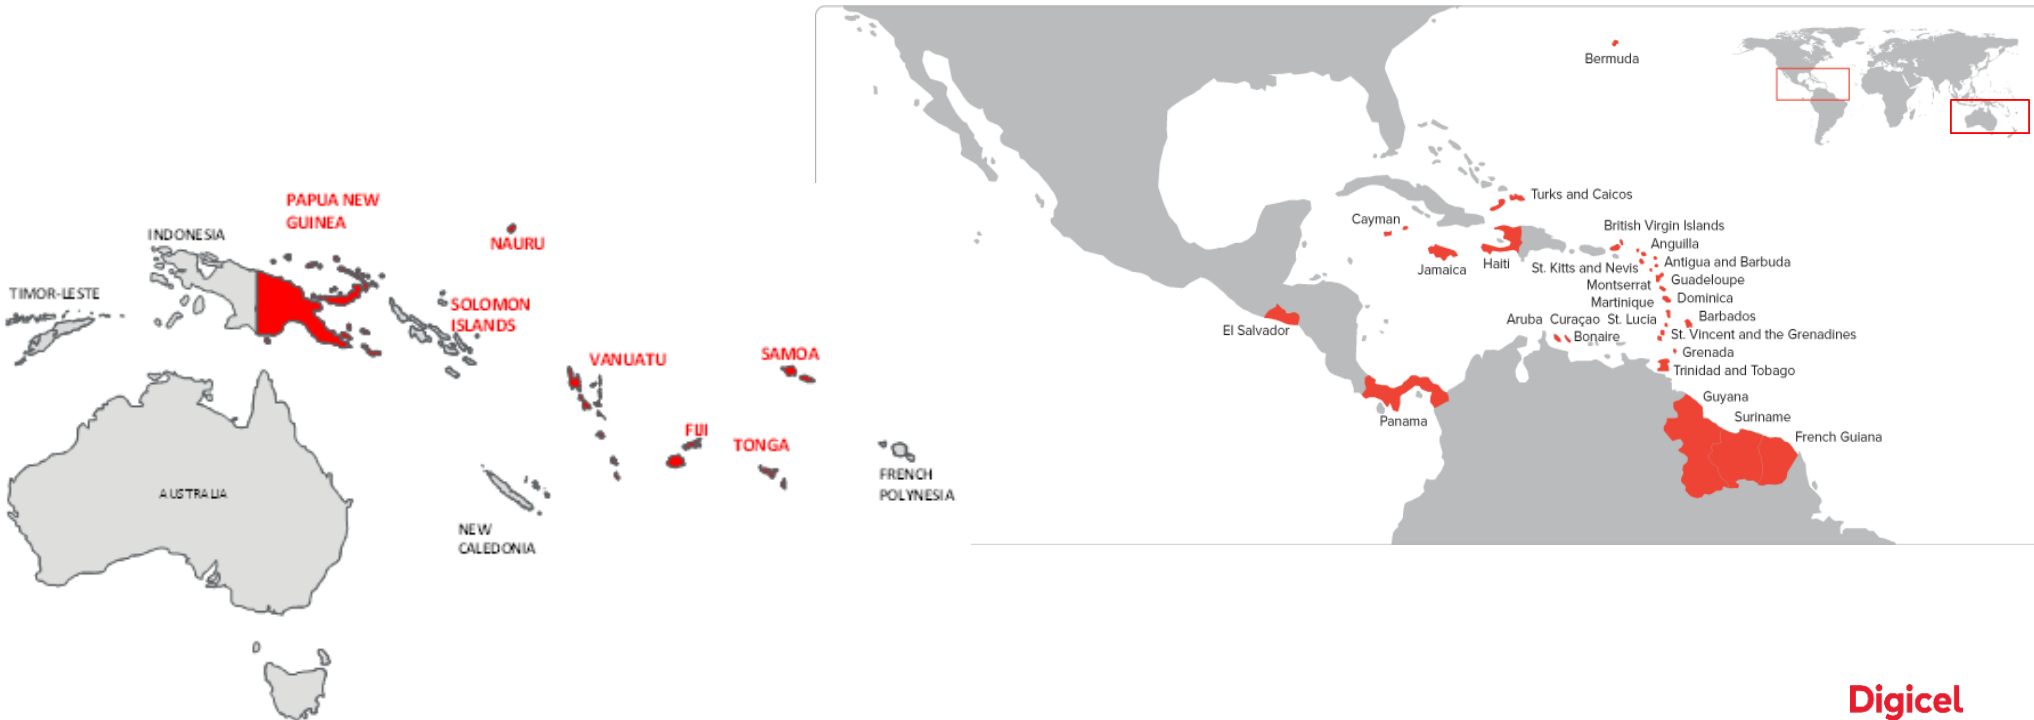 PAPUA NEW
GUINEA
INDONESIA
NAURU
TIMOR-LESTE
SOLOMON
ISLANDS
VANUATU
SAMOA
FIJI
TONGA
AUSTRALIA
NEW
CALEDONIA
FRENCH
POLYNESIA
Bermuda
Turks and Caicos
Cayman
British Virgin Islands
Anguilla
Jamaica
Haiti
St. Kitts and Nevis
Antigua and Barbuda
Montserrat
Guadeloupe
Martinique
Dominica
Aruba
Curaçao
St. Lucia
Barbados
El Salvador
Bonaire
St. Vincent and the Grenadines
Grenada
Trinidad and Tobago
Guyana
Panama
Suriname
French Guiana
Digicel